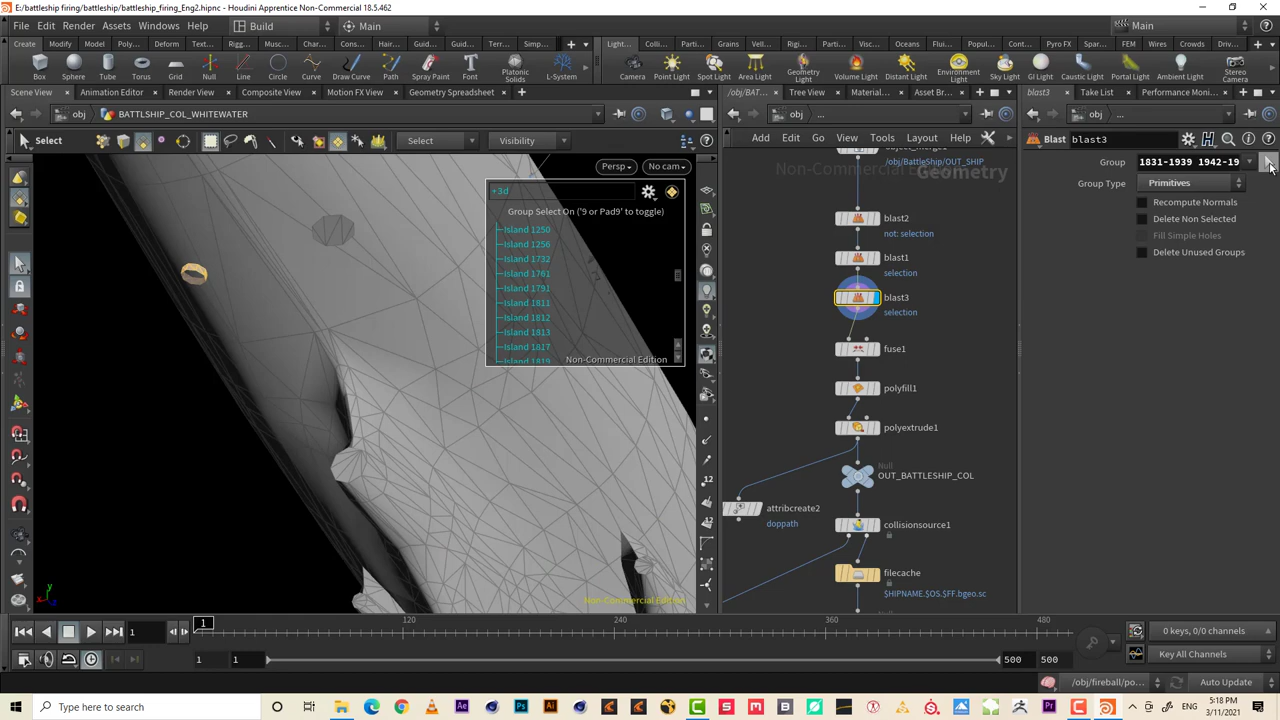 E:/battleship firing/battleship/battleship_firing_Eng2.hipnc - Houdini Apprentice Non-Commercial 18.5.462
File Edit Render Assets Windows Help Build Main Main
Create Modify Model Poly... Deform Text... Rigg... Musc... Char... Cons... Hair... Guid... Guid... Terr... Simp... Light... Colli... Parti... Grains Vell... Rigi... Parti... Visc... Oceans Flui... Popul... Cont... Pyro FX Spar... FEM Wires Crowds Driv...
Box Sphere Tube Torus Grid Null Line Circle Curve Draw Curve Path Spray Paint Font Platonic Solids L-System Camera Point Light Spot Light Area Light Geometry Light Volume Light Distant Light Environment Light Sky Light GI Light Caustic Light Portal Light Ambient Light Stereo Camera
Scene View Animation Editor Render View Composite View Motion FX View Geometry Spreadsheet /obj/BAT... Tree View Material... Asset Br... blast3 Take List Performance Moni...
obj BATTLESHIP_COL_WHITEWATER obj ... obj ...
Select Select Visibility Add Edit Go View Tools Layout Help Blast blast3
Persp No cam
Non-Commercial Edition
Geometry
object_merge1
/obj/BattleShip/OUT_SHIP
Group 1831-1939 1942-19
Group Type Primitives
Recompute Normals
Delete Non Selected
Fill Simple Holes
Delete Unused Groups
+3d
Group Select On ('9 or Pad9' to toggle)
Island 1250
Island 1256
Island 1732
Island 1761
Island 1791
Island 1811
Island 1812
Island 1813
Island 1817
Island 1819
Non-Commercial Edition
blast2
not: selection
blast1
selection
blast3
selection
fuse1
polyfill1
polyextrude1
Null
OUT_BATTLESHIP_COL
attribcreate2
doppath
collisionsource1
filecache
$HIPNAME.$OS.$FF.bgeo.sc
Null
12
12
Non-Commercial Edition
y
x
z
1 1 120 240 360 480 0 keys, 0/0 channels
1 1 500 500 Key All Channels
/obj/fireball/po... Auto Update
Type here to search ENG 5:18 PM
3/11/2021